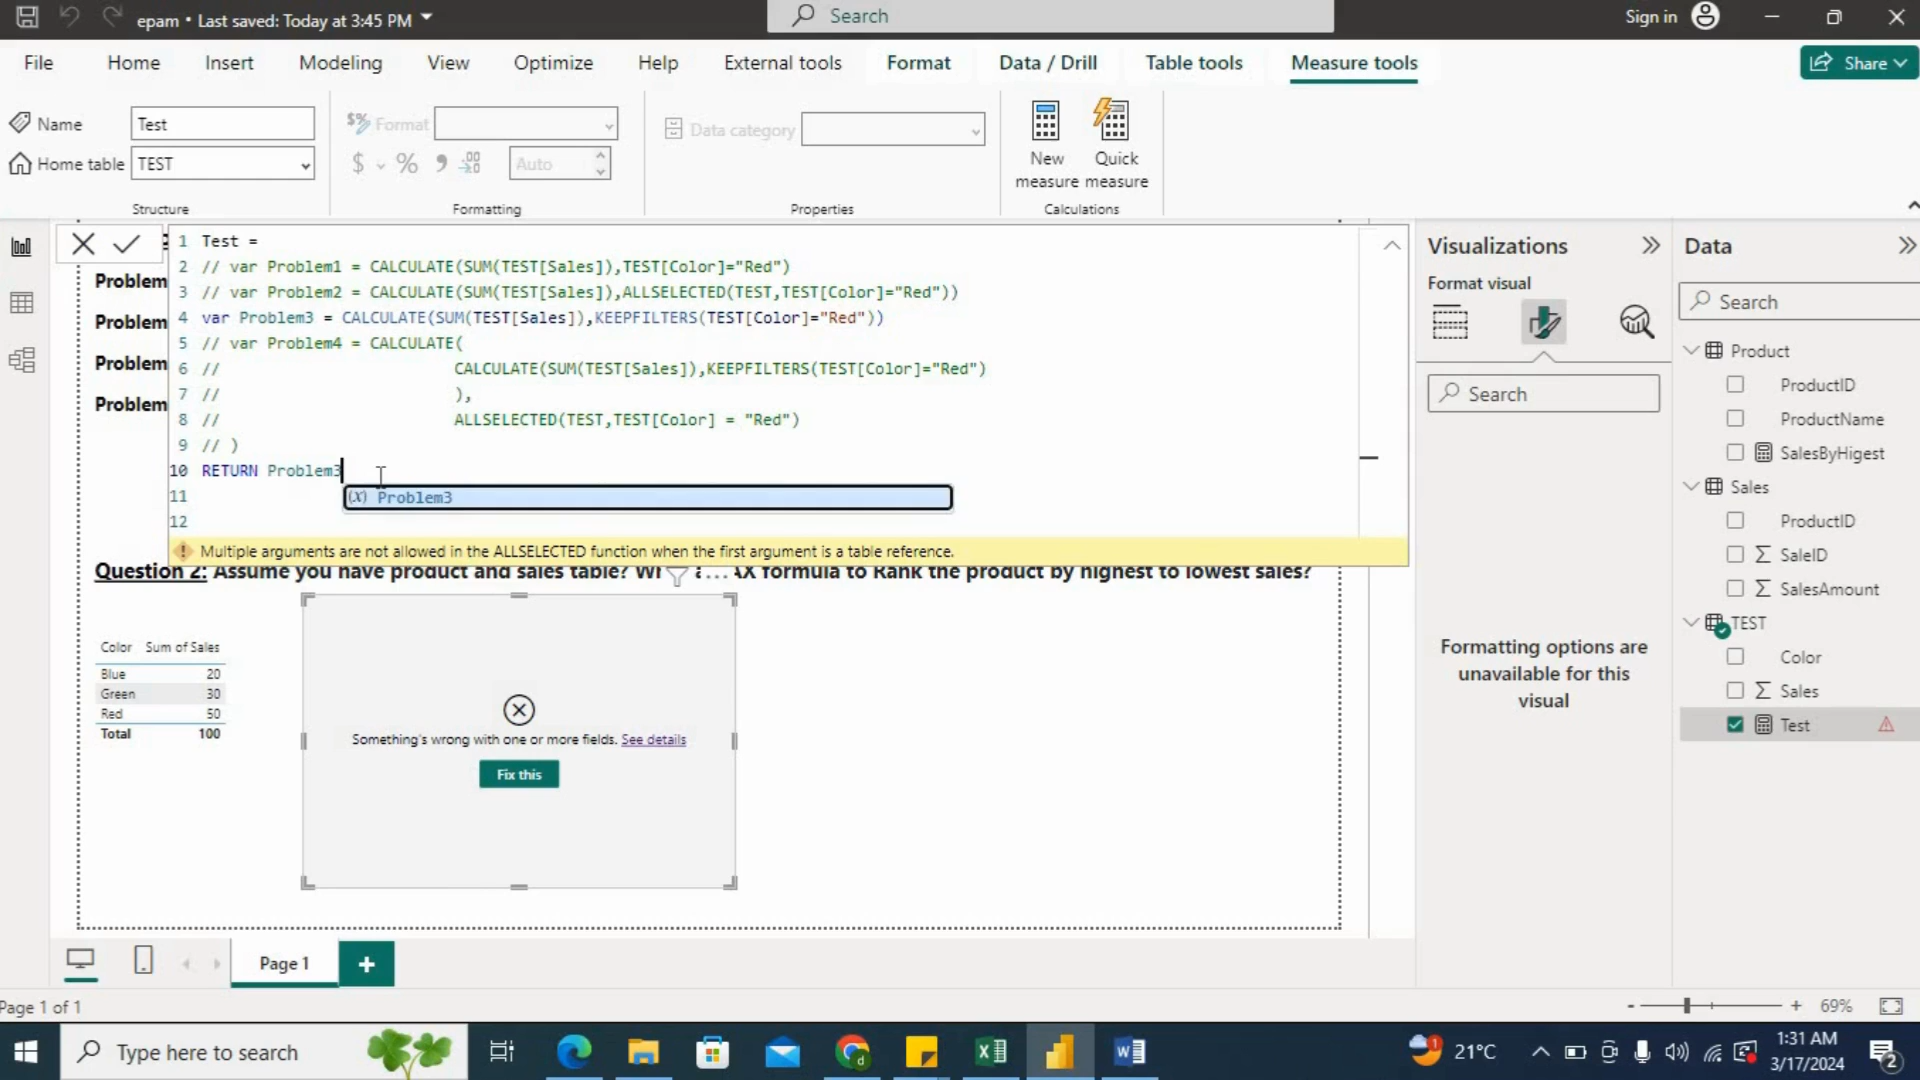 epam • Last saved: Today at 3:45 PM
Search
Sign in
File
Home
Insert
Modeling
View
Optimize
Help
External tools
Format
Data / Drill
Table tools
Measure tools
Share
Name
Test
Home table
TEST
Structure
Format
$ % 9
Auto
Formatting
Data category
Properties
New measure
Quick measure
Calculations
1 Test =
2 // var Problem1 = CALCULATE(SUM(TEST[Sales]),TEST[Color]="Red")
3 // var Problem2 = CALCULATE(SUM(TEST[Sales]),ALLSELECTED(TEST,TEST[Color]="Red"))
4 var Problem3 = CALCULATE(SUM(TEST[Sales]),KEEPFILTERS(TEST[Color]="Red"))
5 // var Problem4 = CALCULATE(
6 // CALCULATE(SUM(TEST[Sales]),KEEPFILTERS(TEST[Color]="Red")
7 // ),
8 // ALLSELECTED(TEST,TEST[Color] = "Red")
9 // )
10 RETURN Problem3
11
12
(x) Problem3
Multiple arguments are not allowed in the ALLSELECTED function when the first argument is a table reference.
Problem
Problem
Problem
Problem
Question 2: Assume you have product and sales table? AX formula to Rank the product by highest to lowest sales?
Color Sum of Sales
Blue 20
Green 30
Red 50
Total 100
Something's wrong with one or more fields. See details
Fix this
Visualizations
Format visual
Search
Formatting options are
unavailable for this
visual
Data
Search
Product
ProductID
ProductName
SalesByHigest
Sales
ProductID
SaleID
SalesAmount
TEST
Color
Sales
Test
Page 1
Page 1 of 1
69%
Type here to search
21°C
1:31 AM
3/17/2024
2